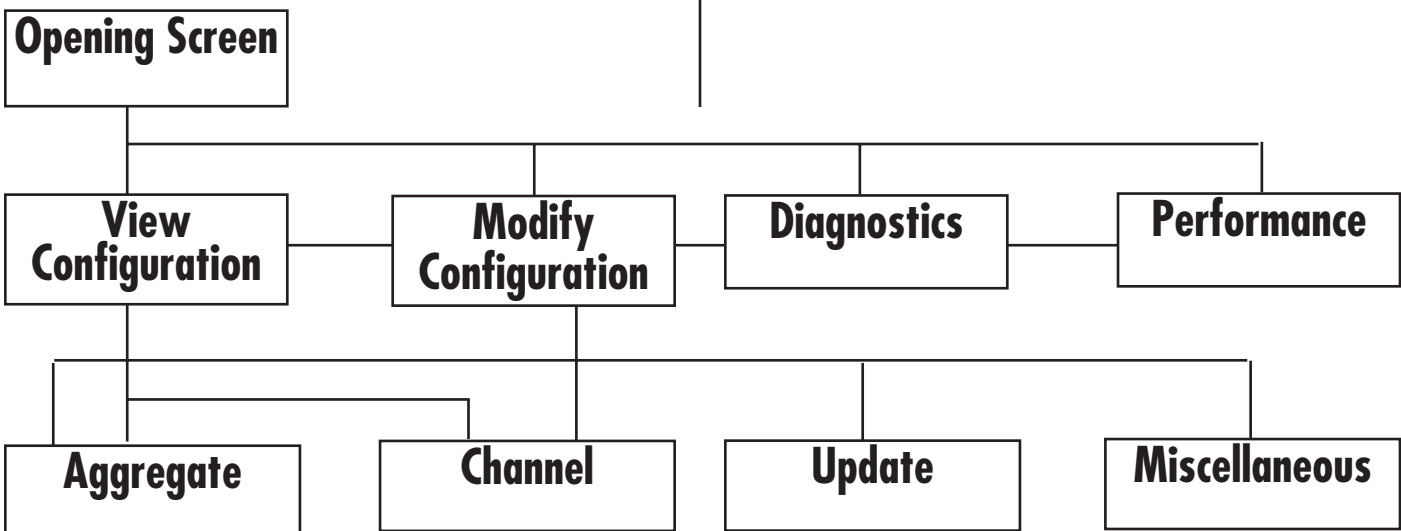 Opening Screen
View
Configuration
Modify
Configuration
Diagnostics
Performance
Aggregate
Channel
Update
Miscellaneous